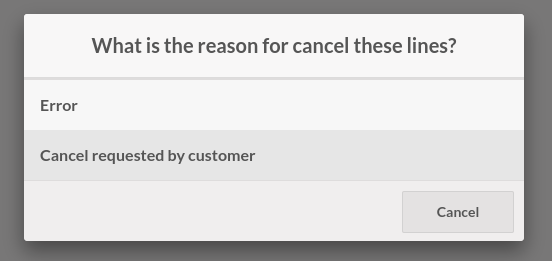 What is the reason for cancel these lines?
Error
Cancel requested by customer
Cancel